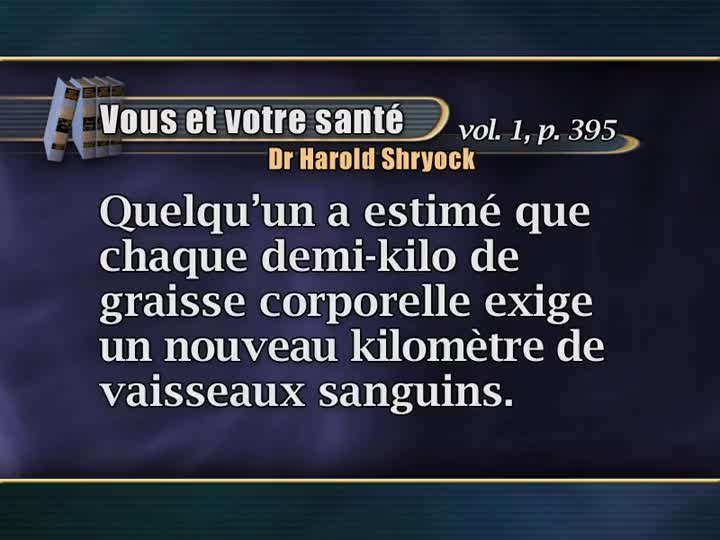 Vous et votre santé
vol. 1, p. 395
Dr Harold Shryock
Quelqu'un a estimé que
chaque demi-kilo de
graisse corporelle exige
un nouveau kilomètre de
vaisseaux sanguins.